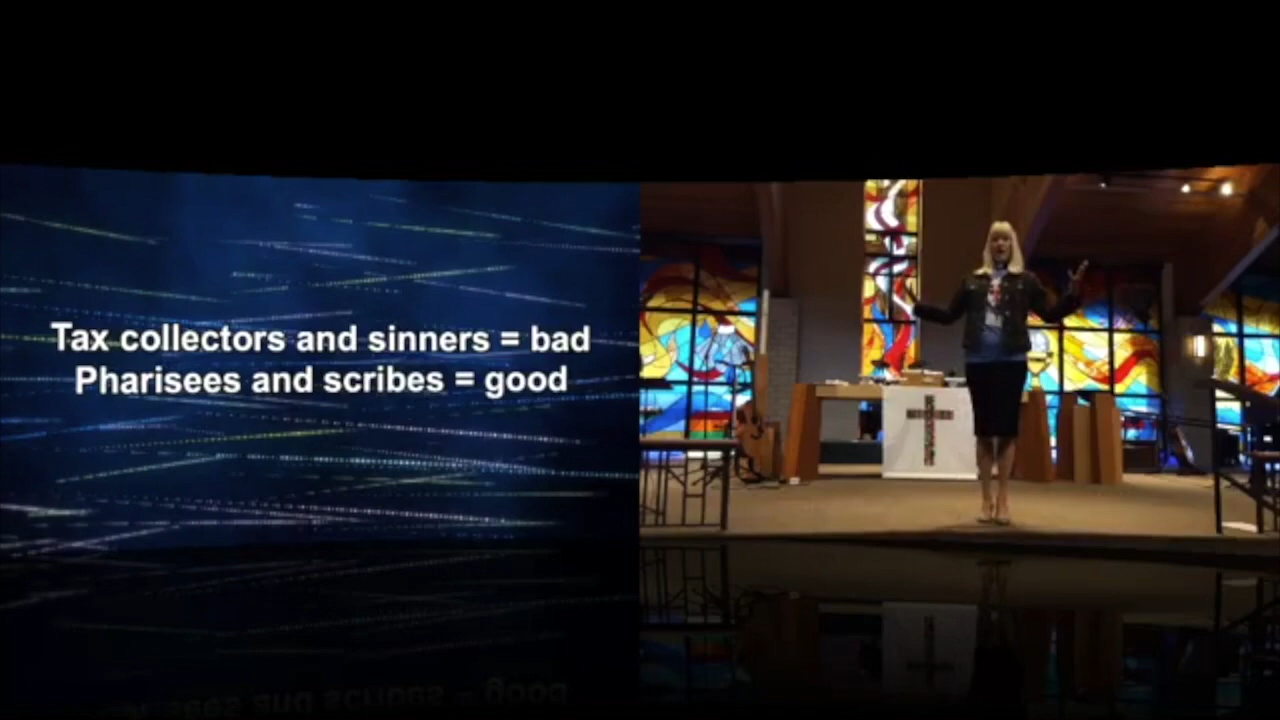 Tax collectors and sinners = bad
Pharisees and scribes = good